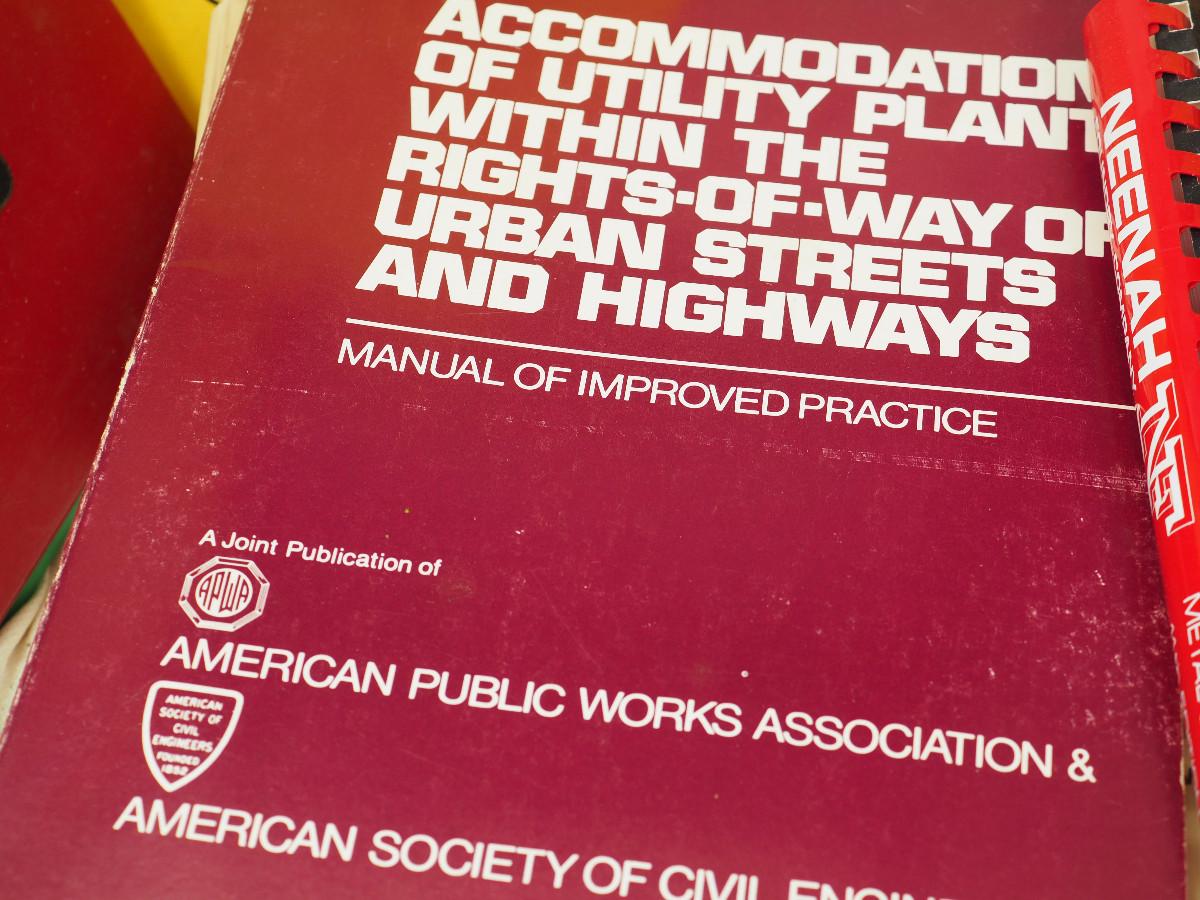 ACCOMMODATION
OF UTILITY PLANT
WITHIN THE
RIGHTS-OF-WAY OF
URBAN STREETS
AND HIGHWAYS
MANUAL OF IMPROVED PRACTICE
A Joint Publication of
APWA
AMERICAN PUBLIC WORKS ASSOCIATION &
AMERICAN
SOCIETY OF
CIVIL
ENGINEERS
FOUNDED
1852
AMERICAN SOCIETY OF CIVIL ENGINE
NEENAH